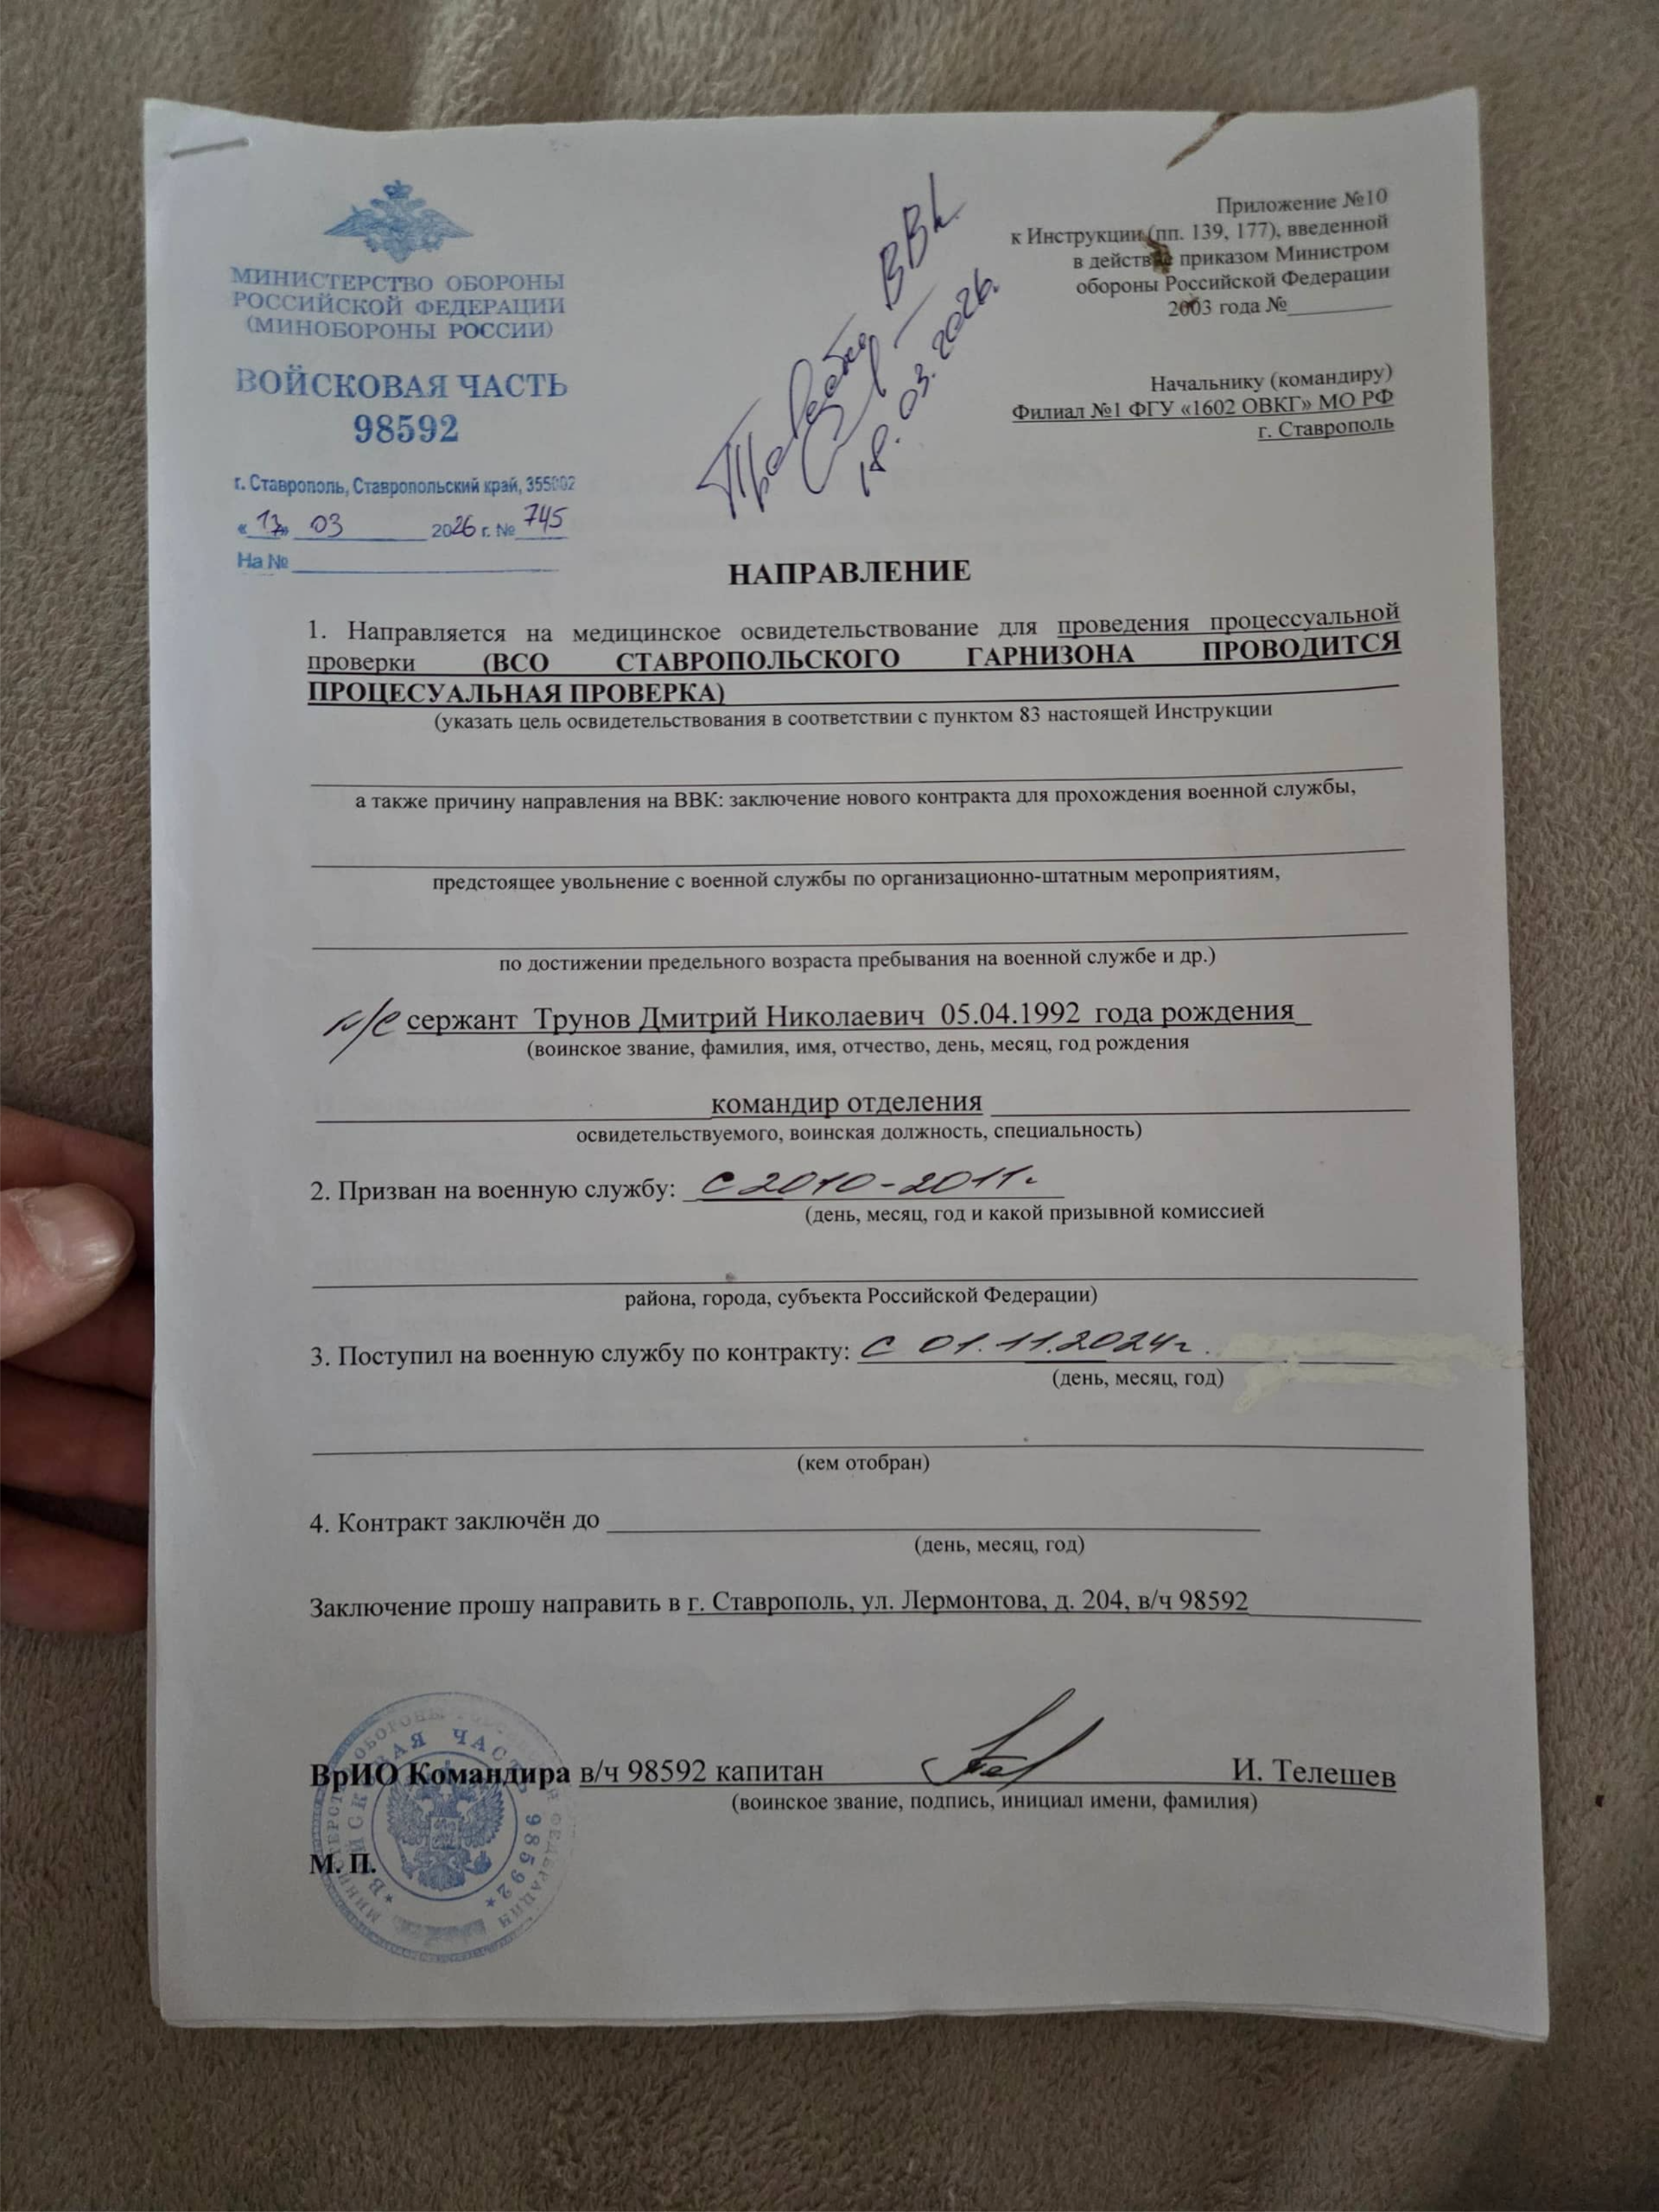 МИНИСТЕРСТВО ОБОРОНЫ
РОССИЙСКОЙ ФЕДЕРАЦИИ
(МИНОБОРОНЫ РОССИИ)
ВОЙСКОВАЯ ЧАСТЬ
98592
г. Ставрополь, Ставропольский край, 355002
« 13 » 03 2026 г. № 745
На №
ВВК
18.03.2026.
Приложение №10
к Инструкции (пп. 139, 177), введенной
в действие приказом Министром
обороны Российской Федерации
2003 года №
Начальнику (командиру)
Филиал №1 ФГУ «1602 ОВКГ» МО РФ
г. Ставрополь
НАПРАВЛЕНИЕ
1. Направляется на медицинское освидетельствование для проведения процессуальной
проверки (ВСО СТАВРОПОЛЬСКОГО ГАРНИЗОНА ПРОВОДИТСЯ
ПРОЦЕСУАЛЬНАЯ ПРОВЕРКА)
(указать цель освидетельствования в соответствии с пунктом 83 настоящей Инструкции
а также причину направления на ВВК: заключение нового контракта для прохождения военной службы,
предстоящее увольнение с военной службы по организационно-штатным мероприятиям,
по достижении предельного возраста пребывания на военной службе и др.)
сержант Трунов Дмитрий Николаевич 05.04.1992 года рождения
(воинское звание, фамилия, имя, отчество, день, месяц, год рождения
командир отделения
освидетельствуемого, воинская должность, специальность)
2. Призван на военную службу: с 2010-2011г
(день, месяц, год и какой призывной комиссией
района, города, субъекта Российской Федерации)
3. Поступил на военную службу по контракту: с 01.11.2024г.
(день, месяц, год)
(кем отобран)
4. Контракт заключён до
(день, месяц, год)
Заключение прошу направить в г. Ставрополь, ул. Лермонтова, д. 204, в/ч 98592
ВрИО Командира в/ч 98592 капитан И. Телешев
(воинское звание, подпись, инициал имени, фамилия)
М. П.
ВОЙСКОВАЯ ЧАСТЬ 98592